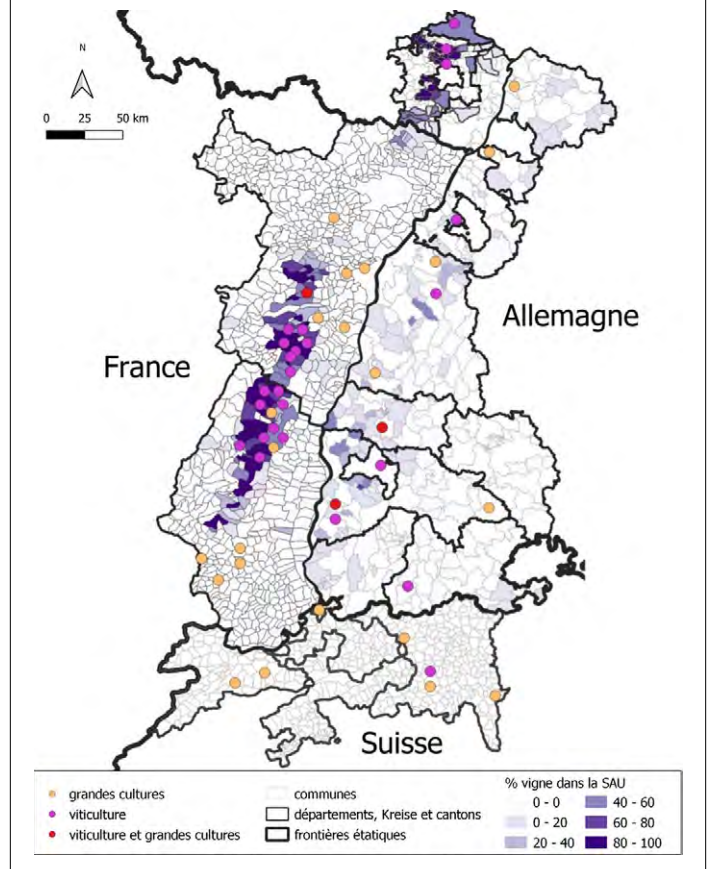 N
0 25 50 km
Allemagne
France
Suisse
grandes cultures
viticulture
viticulture et grandes cultures
communes
départements, Kreise et cantons
frontières étatiques
% vigne dans la SAU
0 - 0
0 - 20
20 - 40
40 - 60
60 - 80
80 - 100